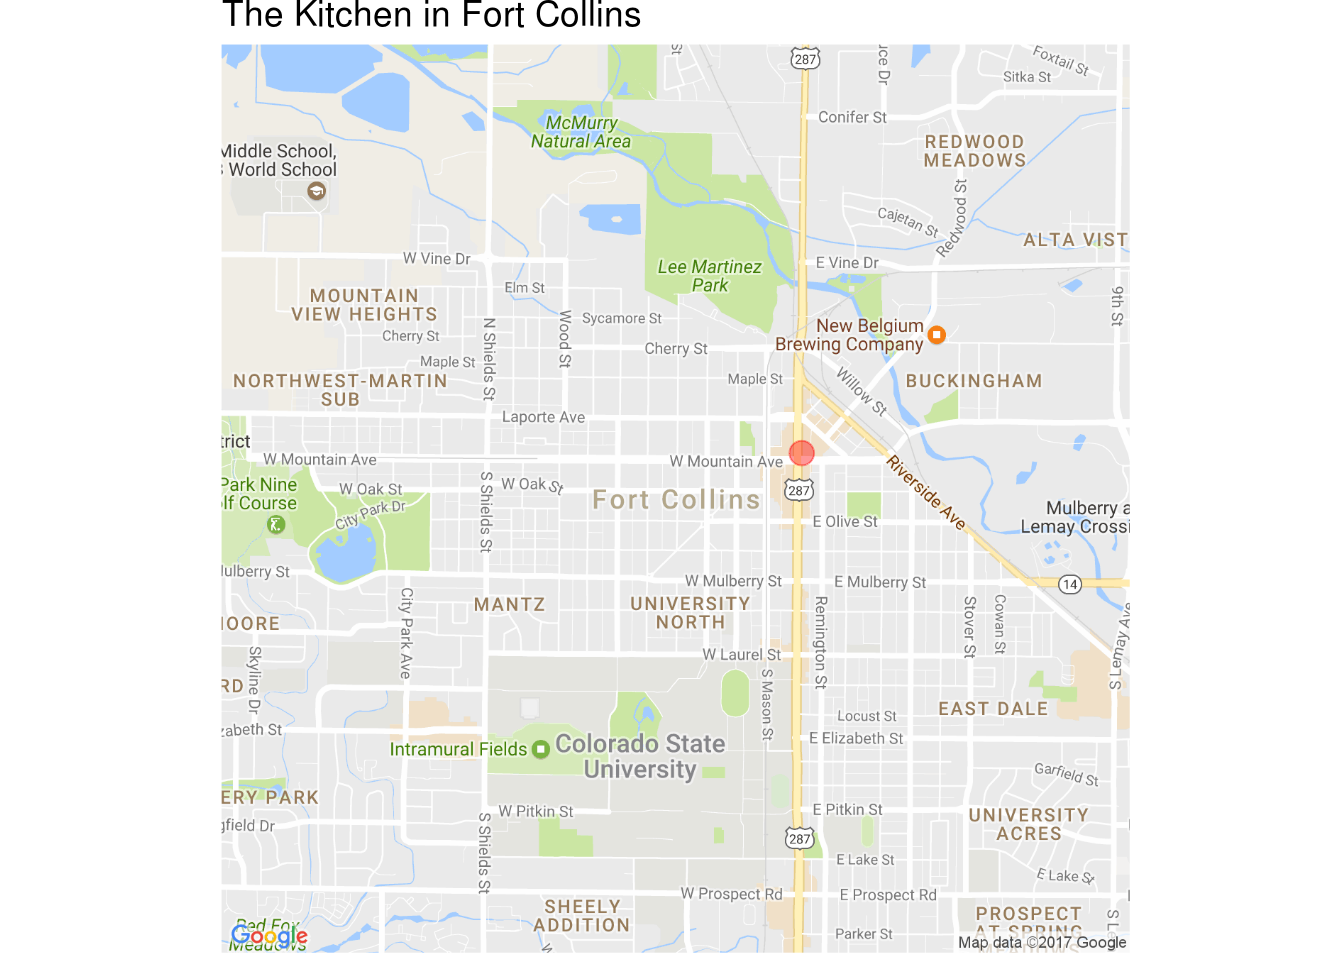 The Kitchen in Fort Collins
287
St
uce Dr
Foxtail St
Sitka St
Conifer St
McMurry
Natural Area
REDWOOD
MEADOWS
Middle School,
World School
Redwood St
Cajetan St
ALTA VIST
W Vine Dr
E Vine Dr
Lee Martinez
Park
Elm St
MOUNTAIN
VIEW HEIGHTS
9th St
Sycamore St
N Shields St
Wood St
New Belgium
Brewing Company
Cherry St
Cherry St
Maple St
Maple St
NORTHWEST-MARTIN
SUB
Willow St
BUCKINGHAM
Laporte Ave
trict
W Mountain Ave
W Mountain Ave
Riverside Ave
Park Nine
lf Course
W Oak St
W Oak St
S Shields St
287
Fort Collins
City Park Dr
E Olive St
Mulberry a
Lemay Crossi
ulberry St
W Mulberry St
E Mulberry St
14
City Park Ave
MANTZ
UNIVERSITY
NORTH
Remington St
Stover St
Cowan St
S Lemay Ave
OORE
Skyline Dr
W Laurel St
S Mason St
RD
EAST DALE
Locust St
zabeth St
E Elizabeth St
Intramural Fields
Colorado State
University
Garfield St
ERY PARK
W Pitkin St
E Pitkin St
UNIVERSITY
ACRES
gfield Dr
S Shields St
287
E Lake St
E Lake St
W Prospect Rd
E Prospect Rd
SHEELY
ADDITION
PROSPECT
AT SPRING
MEADOWS
S L
Red Fox
Meadows
Google
W
Parker St
Map data ©2017 Google